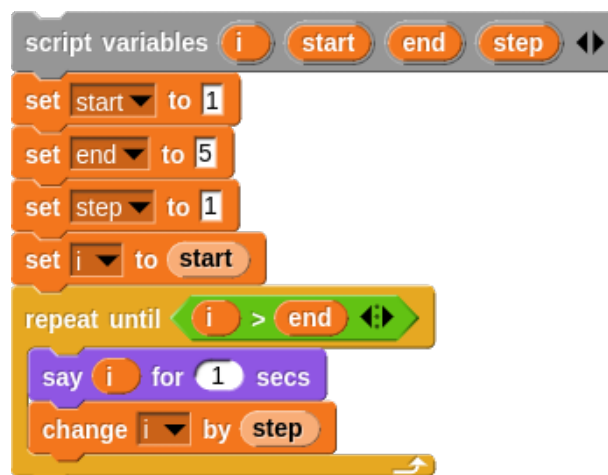 script variables i start end step
set start to 1
set end to 5
set step to 1
set i to start
repeat until i > end
say i for 1 secs
change i by step